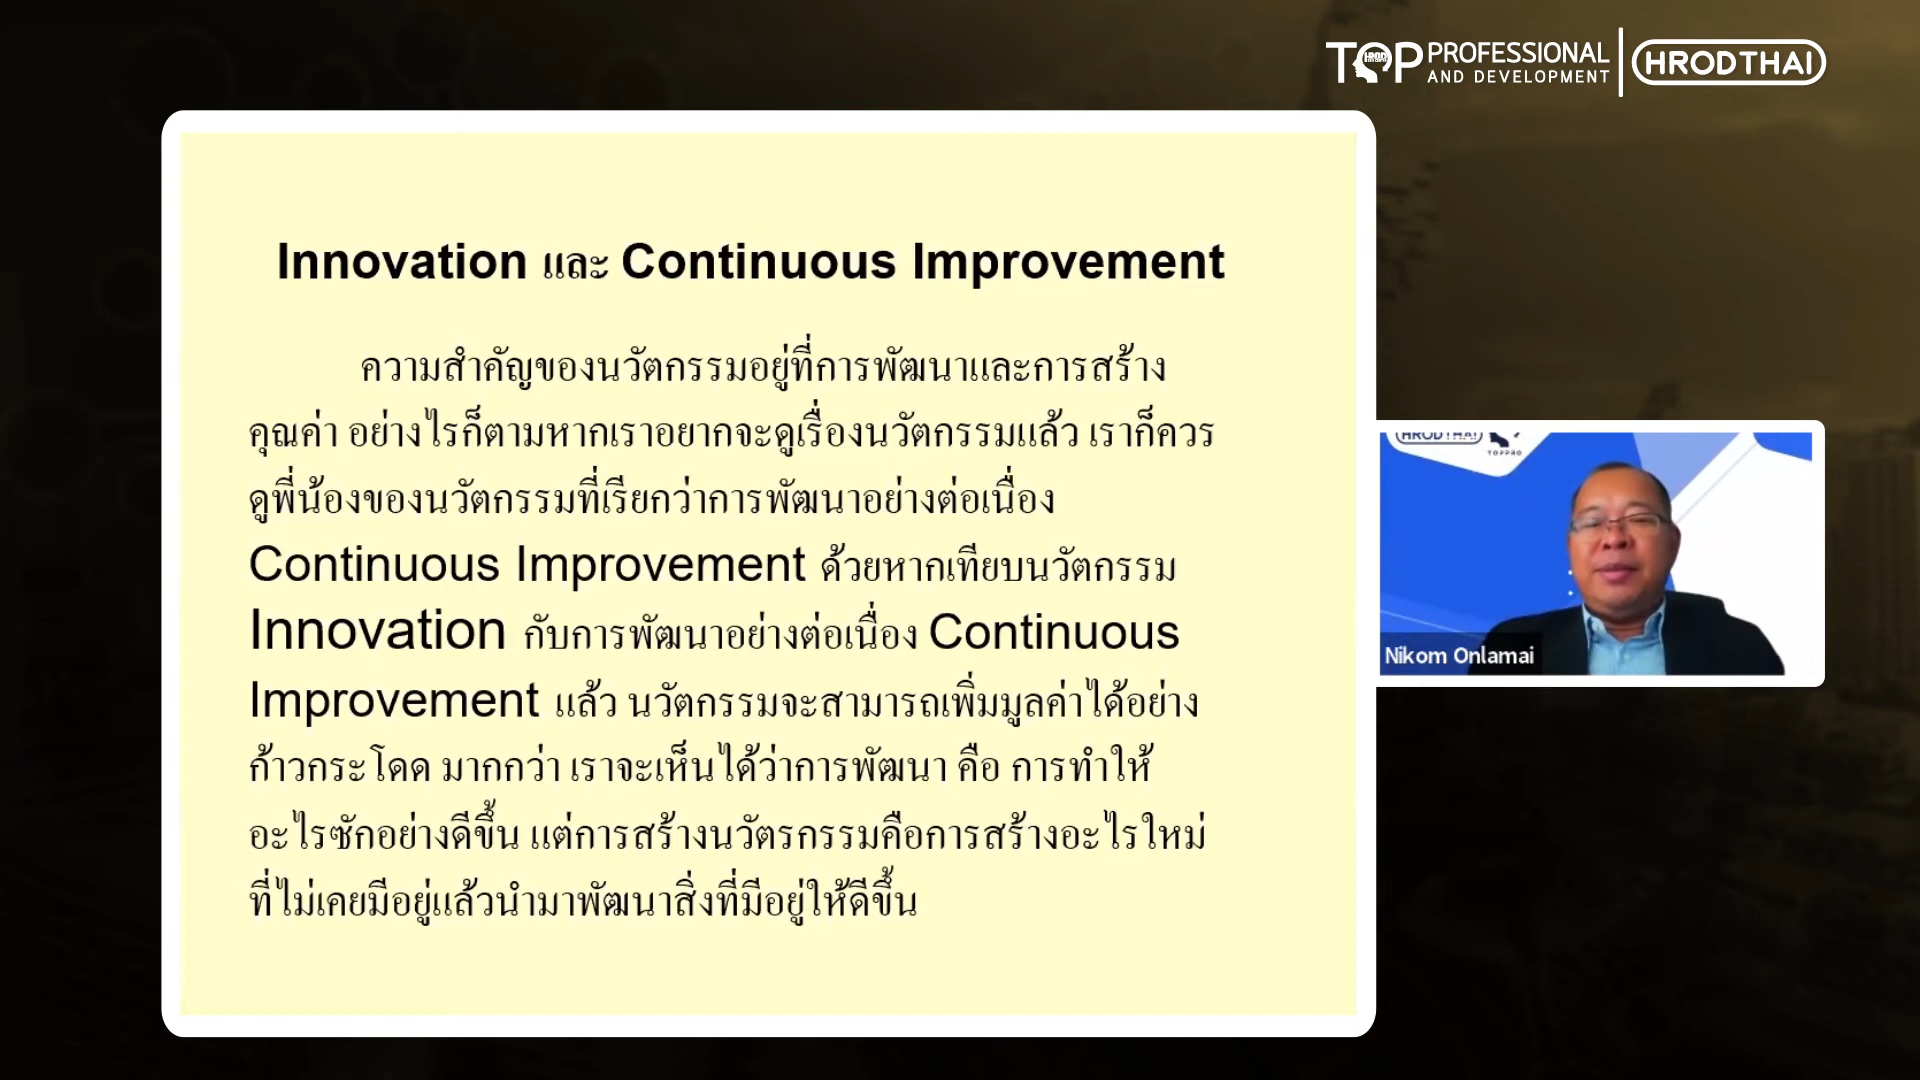 TOP PROFESSIONAL AND DEVELOPMENT
HRODTHAI
Innovation และ Continuous Improvement
ความสำคัญของนวัตกรรมอยู่ที่การพัฒนาและการสร้าง
คุณค่า อย่างไรก็ตามหากเราอยากจะดูเรื่องนวัตกรรมแล้ว เราก็ควร
ดูพี่น้องของนวัตกรรมที่เรียกว่าการพัฒนาอย่างต่อเนื่อง
Continuous Improvement ด้วยหากเทียบนวัตกรรม
Innovation กับการพัฒนาอย่างต่อเนื่อง Continuous
Improvement แล้ว นวัตกรรมจะสามารถเพิ่มมูลค่าได้อย่าง
ก้าวกระโดด มากกว่า เราจะเห็นได้ว่าการพัฒนา คือ การทำให้
อะไรซักอย่างดีขึ้น แต่การสร้างนวัตรกรรมคือการสร้างอะไรใหม่
ที่ไม่เคยมีอยู่แล้วนำมาพัฒนาสิ่งที่มีอยู่ให้ดีขึ้น
HRODTHAI
TOPPRO
Nikom Onlamai